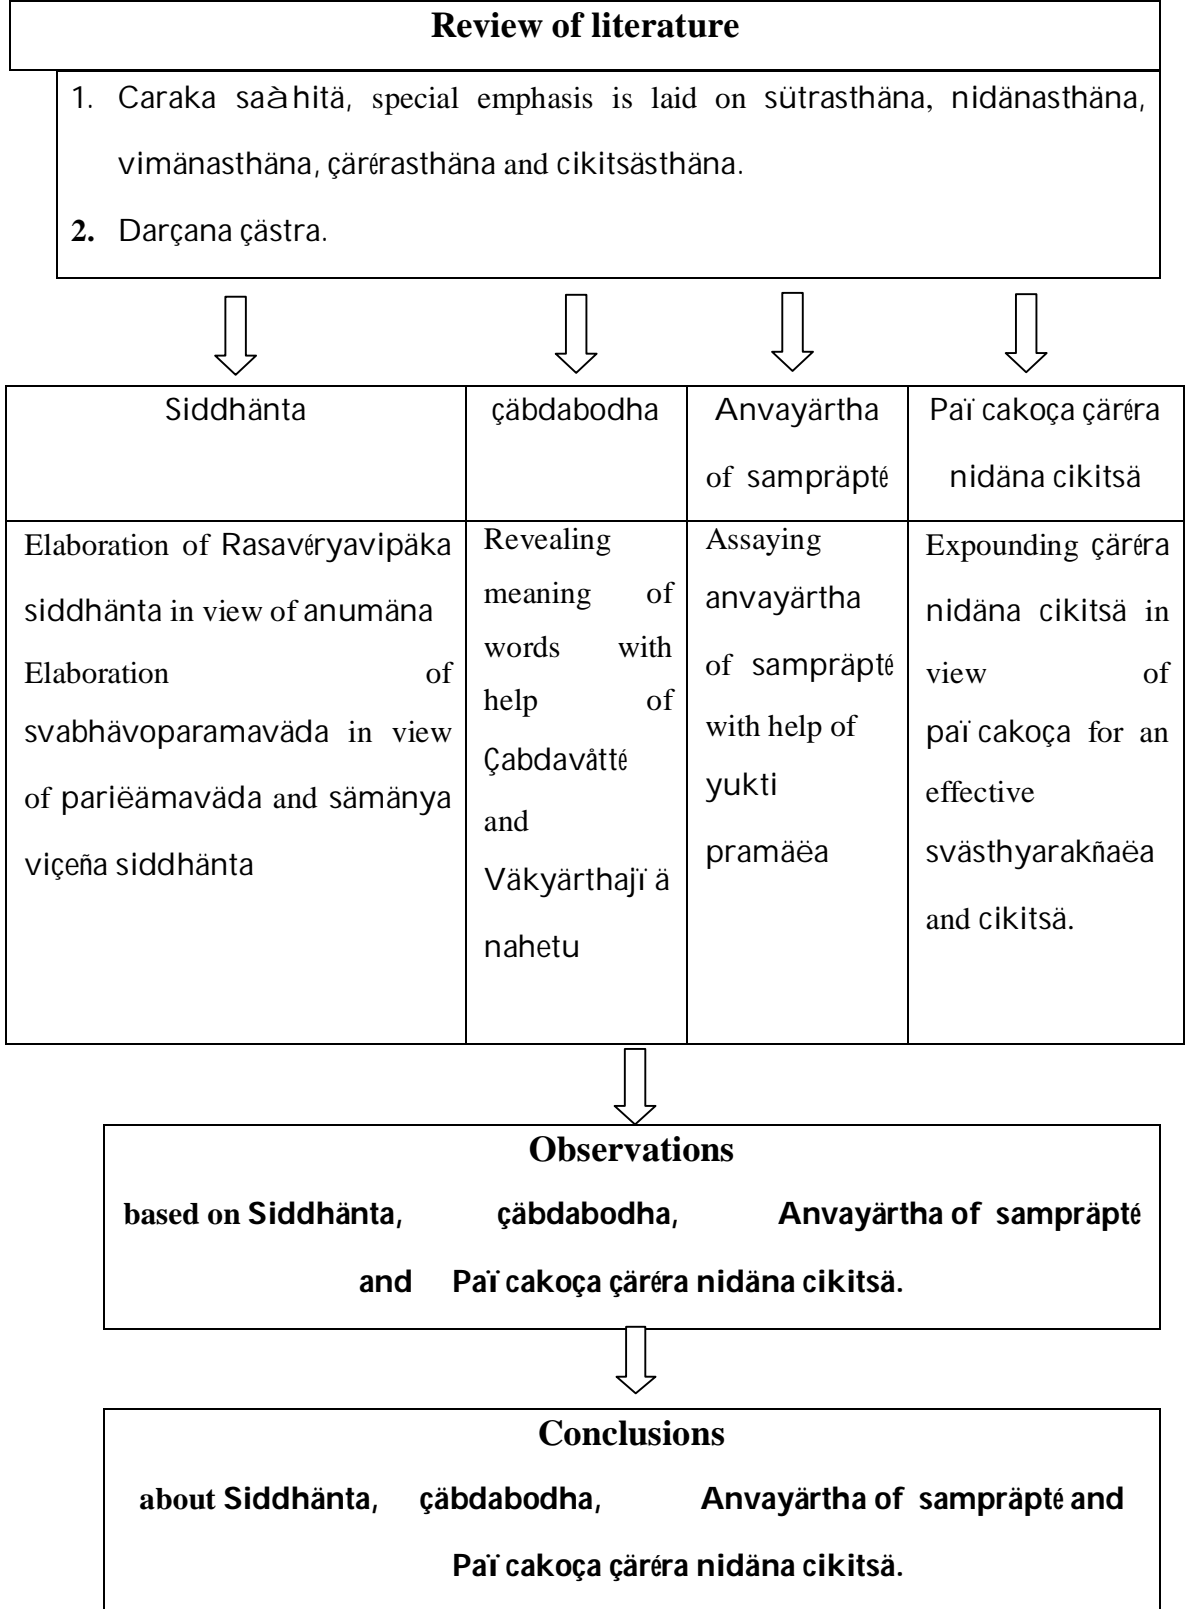 Review of literature
1. Caraka saàhitä, special emphasis is laid on sütrasthäna, nidänasthäna,
vimänasthäna, çärérasthäna and cikitsästhäna.
2. Darçana çästra.
Siddhänta
çäbdabodha
Anvayärtha
of sampräpté
Païcakoça çäréra
nidäna cikitsä
Elaboration of Rasavéryavipäka
siddhänta in view of anumäna
Elaboration of
svabhävoparamaväda in view
of pariëämaväda and sämänya
viçeña siddhänta
Revealing
meaning of
words with
help of
Çabdavåtté
and
Väkyärthajïä
nahetu
Assaying
anvayärtha
of sampräpté
with help of
yukti
pramäëa
Expounding çäréra
nidäna cikitsä in
view of
païcakoça for an
effective
svästhyarakñaëa
and cikitsä.
Observations
based on Siddhänta, çäbdabodha, Anvayärtha of sampräpté
and Païcakoça çäréra nidäna cikitsä.
Conclusions
about Siddhänta, çäbdabodha, Anvayärtha of sampräpté and
Païcakoça çäréra nidäna cikitsä.